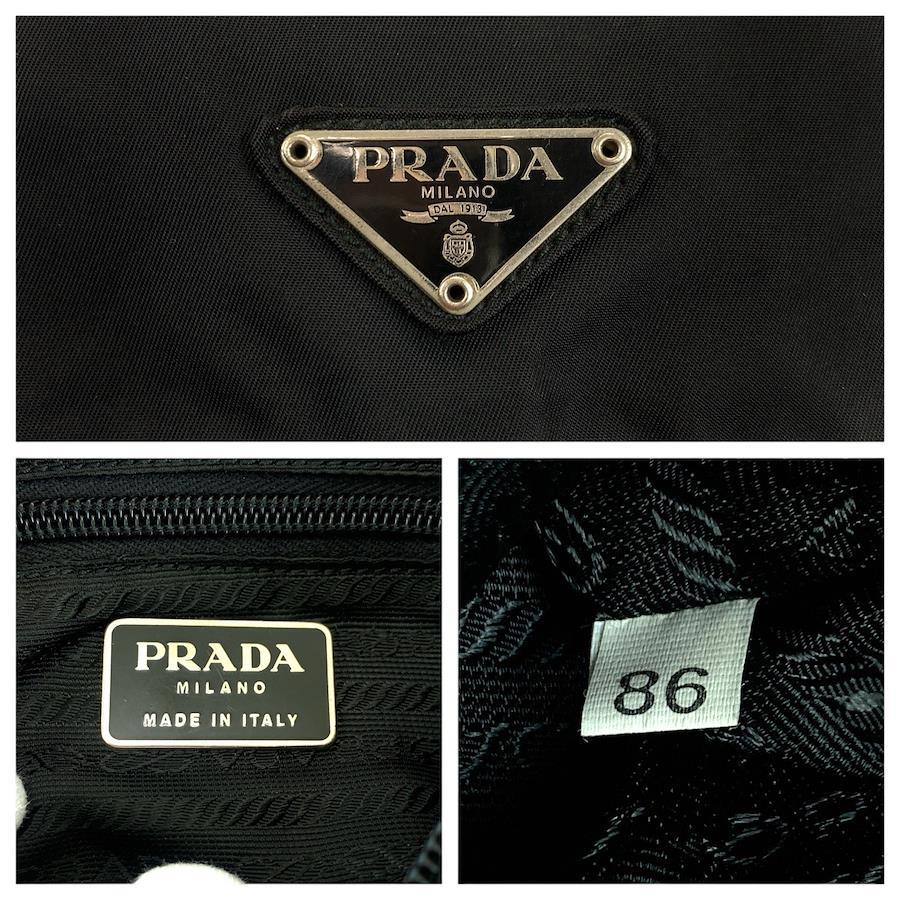 PRADA
MILANO
DAL 1913
PRADA
MILANO
MADE IN ITALY
86